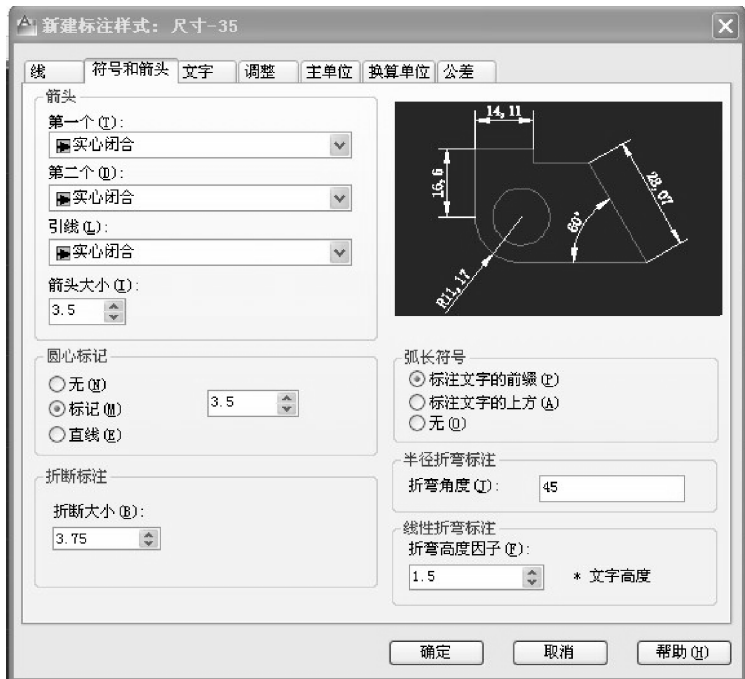 新建标注样式: 尺寸-35
线 符号和箭头 文字 调整 主单位 换算单位 公差
箭头
第一个(T):
实心闭合
第二个(D):
实心闭合
引线(L):
实心闭合
箭头大小(I):
3.5
14,11
16,6
28,07
60°
R11,17
圆心标记
无(N)
标记(M)
直线(E)
3.5
弧长符号
标注文字的前缀(P)
标注文字的上方(A)
无(O)
折断标注
折断大小(B):
3.75
半径折弯标注
折弯角度(J): 45
线性折弯标注
折弯高度因子(F):
1.5 * 文字高度
确定 取消 帮助(H)